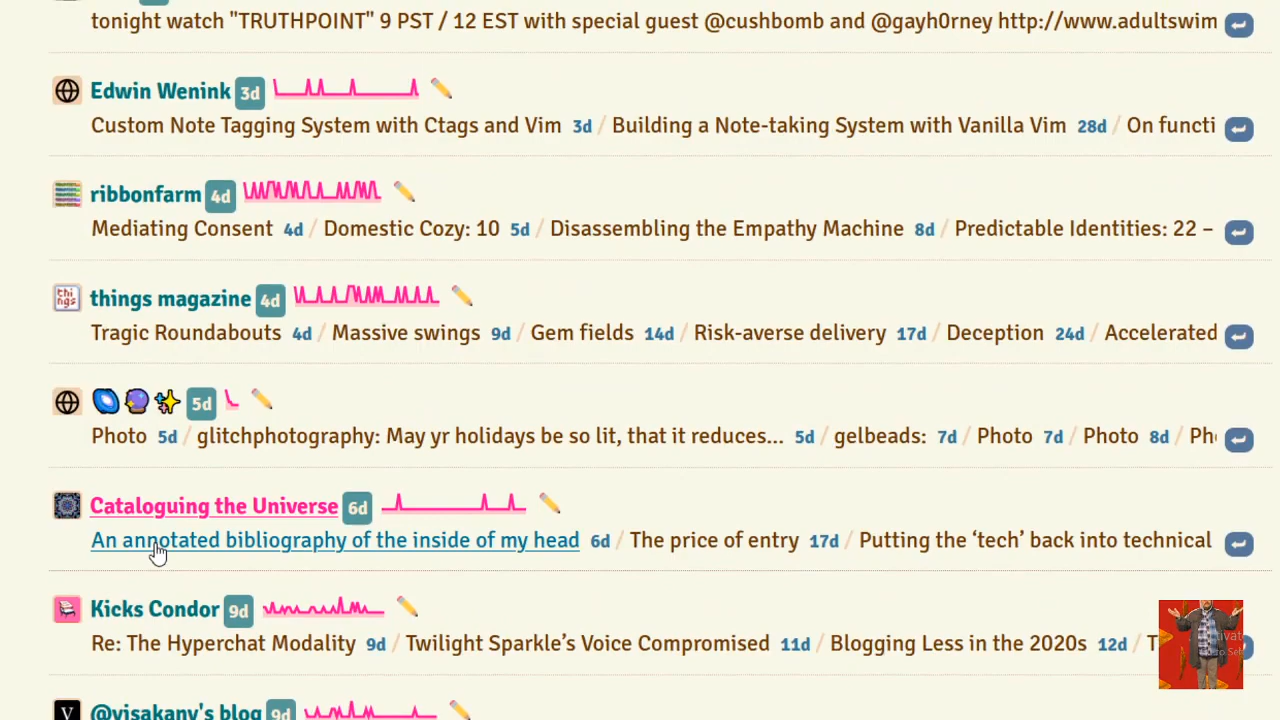 tonight watch "TRUTHPOINT" 9 PST / 12 EST with special guest @cushbomb and @gayh0rney http://www.adultswim
Edwin Wenink 3d
Custom Note Tagging System with Ctags and Vim 3d / Building a Note-taking System with Vanilla Vim 28d / On functi
ribbonfarm 4d
Mediating Consent 4d / Domestic Cozy: 10 5d / Disassembling the Empathy Machine 8d / Predictable Identities: 22 –
things magazine 4d
Tragic Roundabouts 4d / Massive swings 9d / Gem fields 14d / Risk-averse delivery 17d / Deception 24d / Accelerated
5d
Photo 5d / glitchphotography: May yr holidays be so lit, that it reduces... 5d / gelbeads: 7d / Photo 7d / Photo 8d / Ph
Cataloguing the Universe 6d
An annotated bibliography of the inside of my head 6d / The price of entry 17d / Putting the ‘tech’ back into technical
Kicks Condor 9d
Re: The Hyperchat Modality 9d / Twilight Sparkle’s Voice Compromised 11d / Blogging Less in the 2020s 12d / T
@visakanv's blog 9d